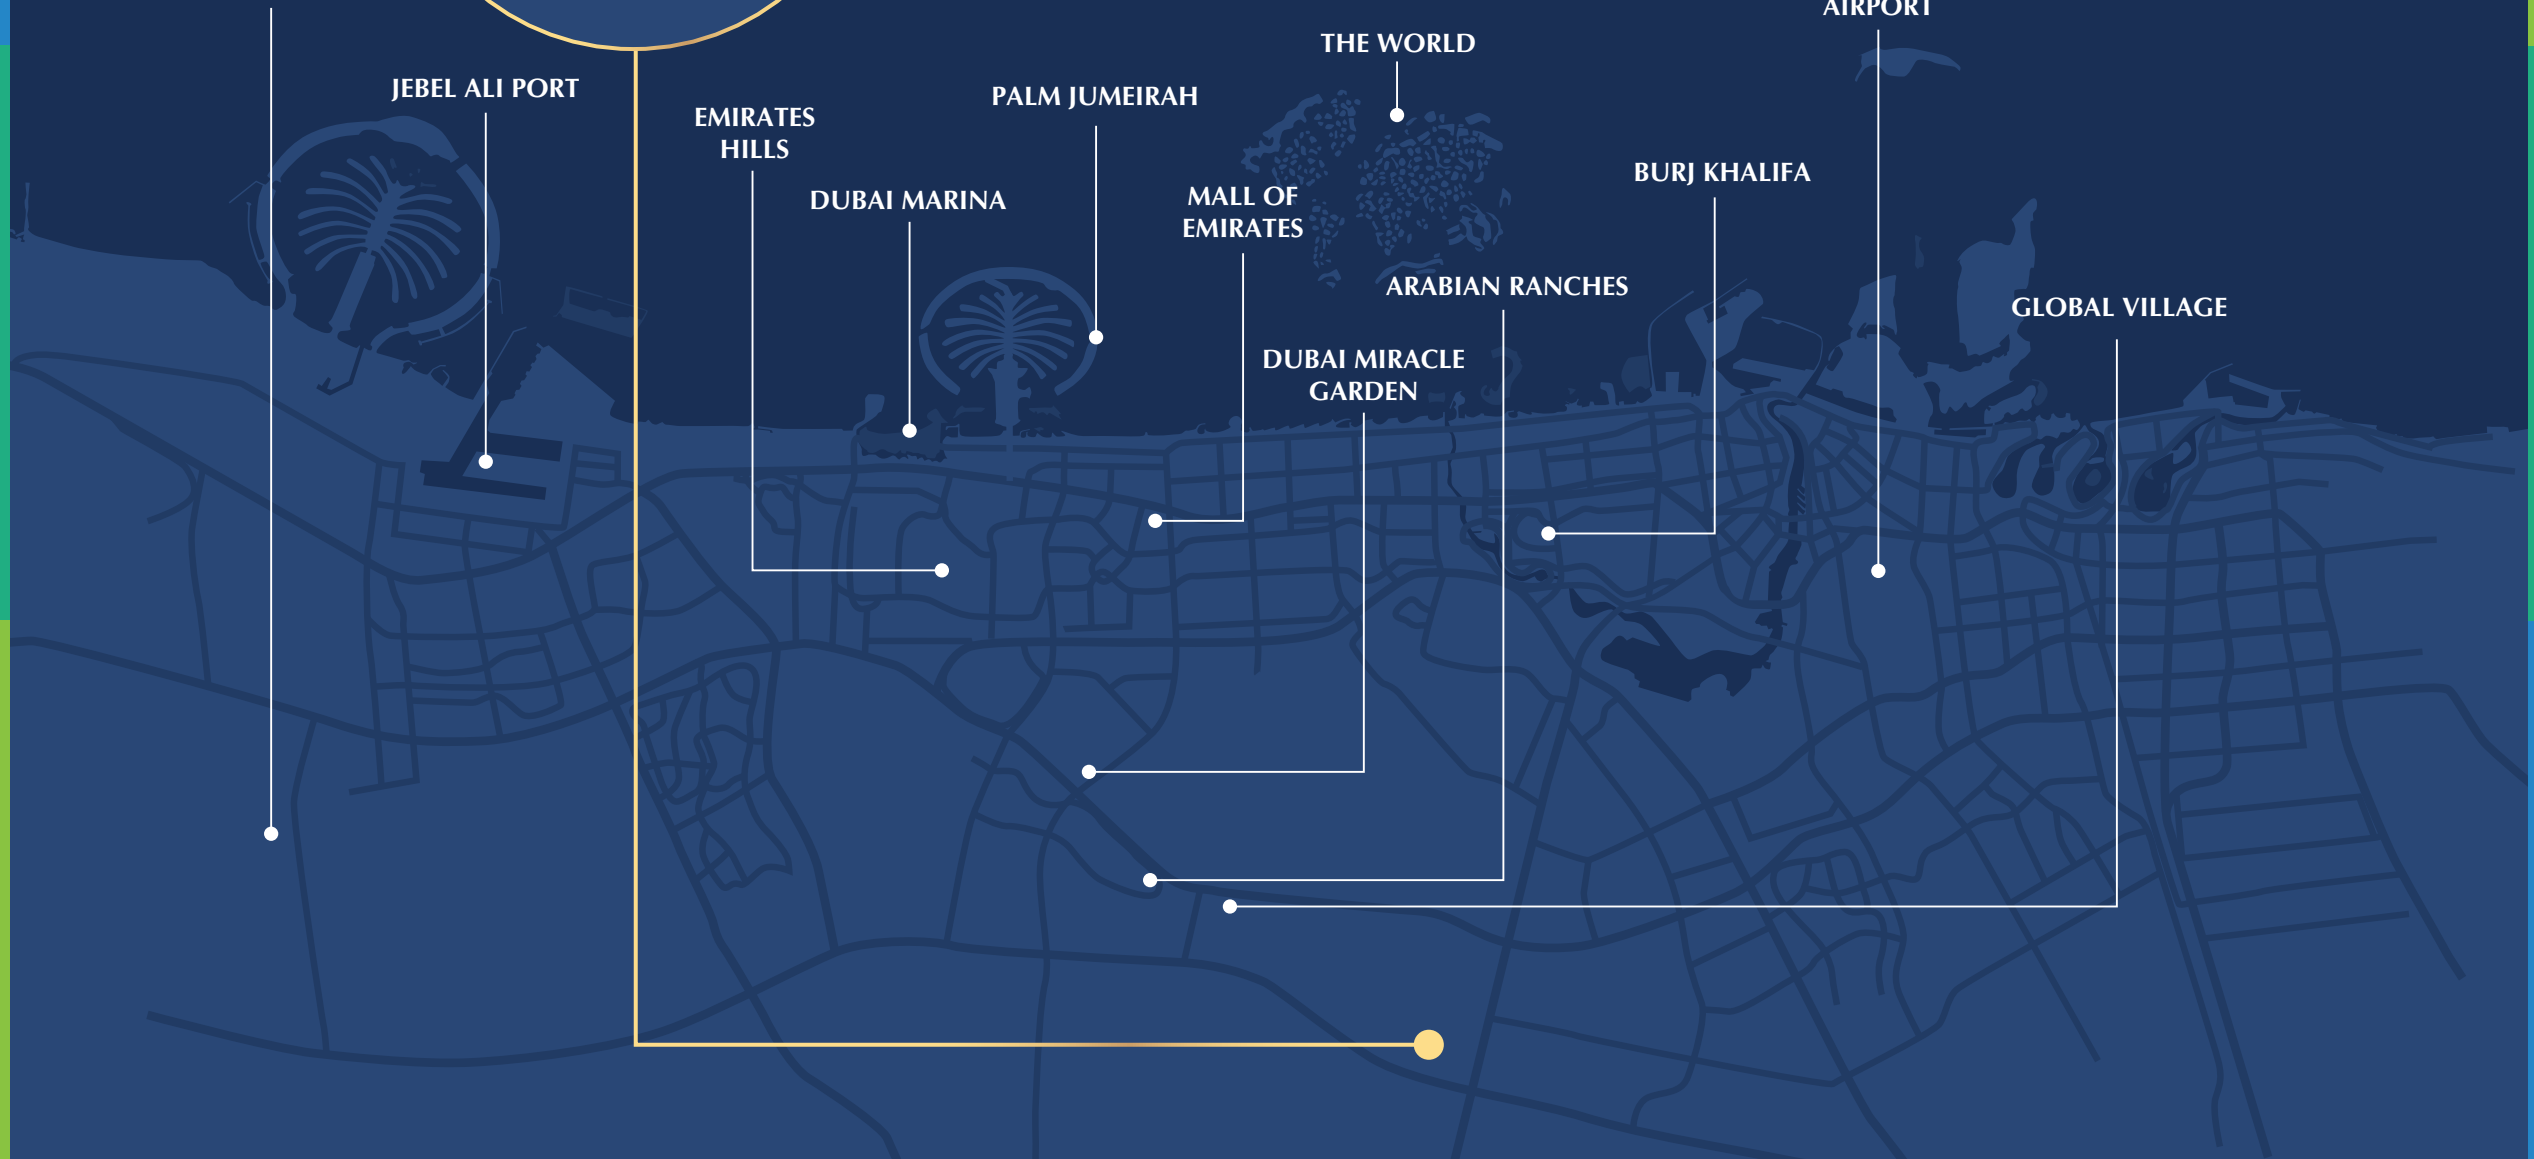 AIRPORT
THE WORLD
JEBEL ALI PORT
PALM JUMEIRAH
EMIRATES
HILLS
DUBAI MARINA
MALL OF
EMIRATES
BURJ KHALIFA
ARABIAN RANCHES
GLOBAL VILLAGE
DUBAI MIRACLE
GARDEN